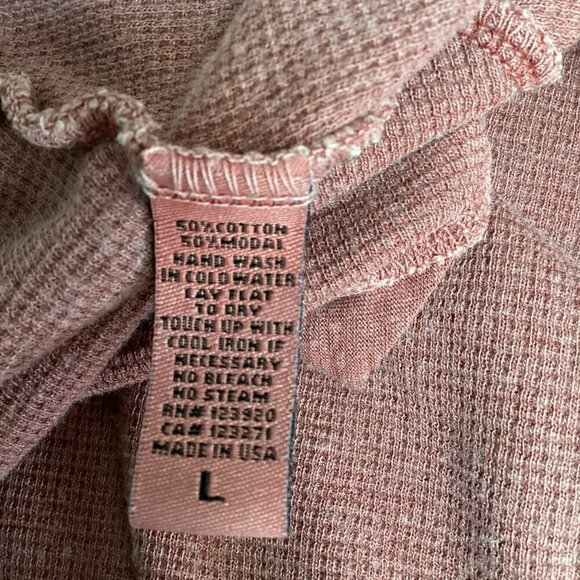 50%COTTON
50%MODAL
HAND WASH
IN COLD WATER
LAY FLAT
TO DRY
TOUCH UP WITH
COOL IRON IF
NECESSARY
NO BLEACH
NO STEAM
RN# 123920
CA# 123271
MADE IN USA
L